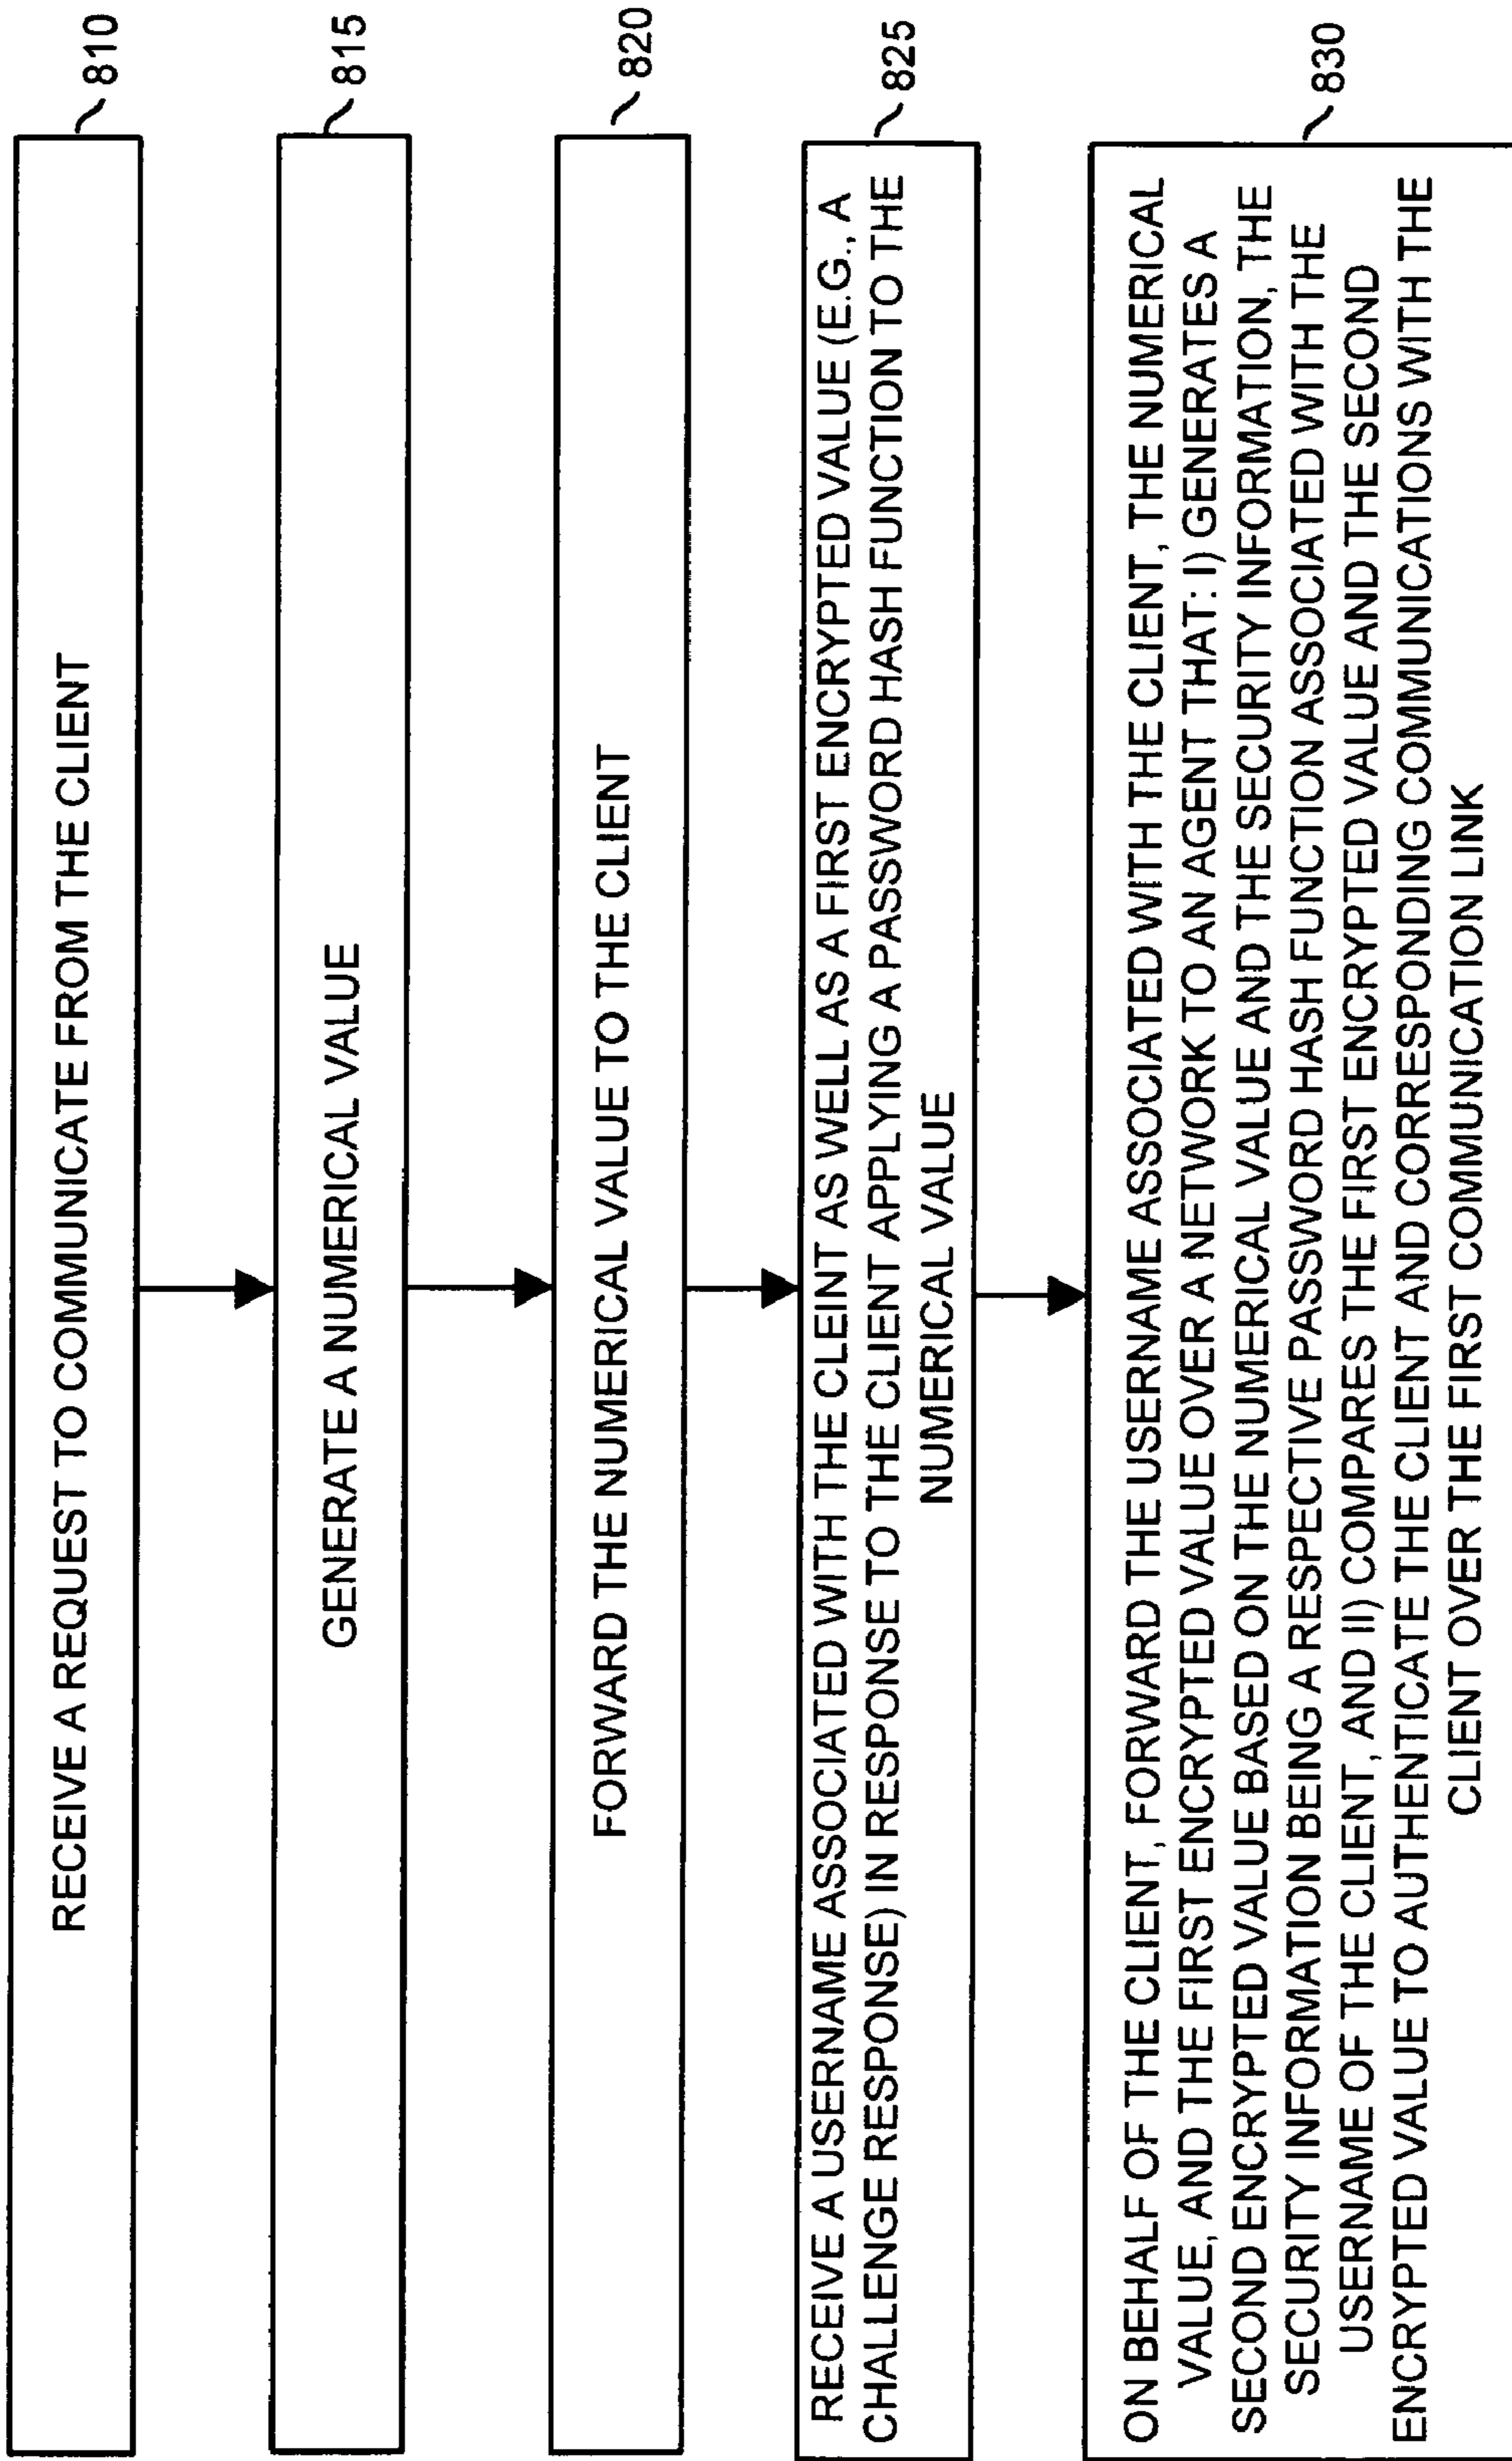 RECEIVE A REQUEST TO COMMUNICATE FROM THE CLIENT
810
GENERATE A NUMERICAL VALUE
815
FORWARD THE NUMERICAL VALUE TO THE CLIENT
820
RECEIVE A USERNAME ASSOCIATED WITH THE CLEINT AS WELL AS A FIRST ENCRYPTED VALUE (E.G., A
CHALLENGE RESPONSE) IN RESPONSE TO THE CLIENT APPLYING A PASSWORD HASH FUNCTION TO THE
NUMERICAL VALUE
825
ON BEHALF OF THE CLIENT, FORWARD THE USERNAME ASSOCIATED WITH THE CLIENT, THE NUMERICAL
VALUE, AND THE FIRST ENCRYPTED VALUE OVER A NETWORK TO AN AGENT THAT: I) GENERATES A
SECOND ENCRYPTED VALUE BASED ON THE NUMERICAL VALUE AND THE SECURITY INFORMATION, THE
SECURITY INFORMATION BEING A RESPECTIVE PASSWORD HASH FUNCTION ASSOCIATED WITH THE
USERNAME OF THE CLIENT, AND II) COMPARES THE FIRST ENCRYPTED VALUE AND THE SECOND
ENCRYPTED VALUE TO AUTHENTICATE THE CLIENT AND CORRESPONDING COMMUNICATIONS WITH THE
CLIENT OVER THE FIRST COMMUNICATION LINK
830